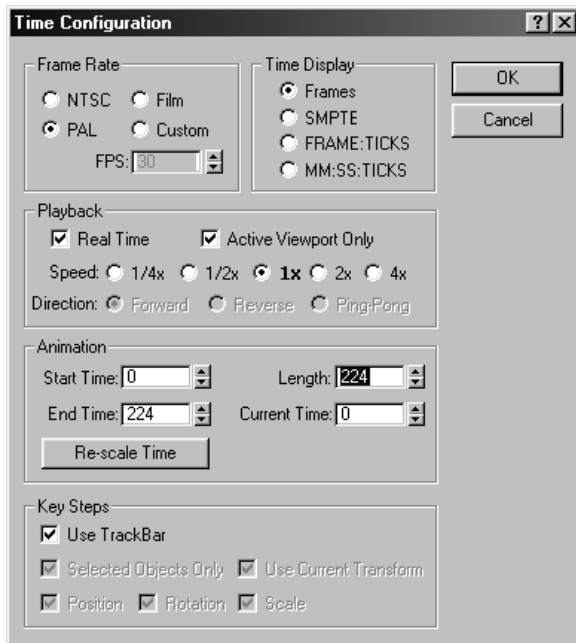 Time Configuration
Frame Rate
NTSC Film
PAL Custom
FPS: 30
Time Display
Frames
SMPTE
FRAME:TICKS
MM:SS:TICKS
OK
Cancel
Playback
Real Time Active Viewport Only
Speed: 1/4x 1/2x 1x 2x 4x
Direction: Forward Reverse Ping-Pong
Animation
Start Time: 0 Length: 224
End Time: 224 Current Time: 0
Re-scale Time
Key Steps
Use TrackBar
Selected Objects Only Use Current Transform
Position Rotation Scale